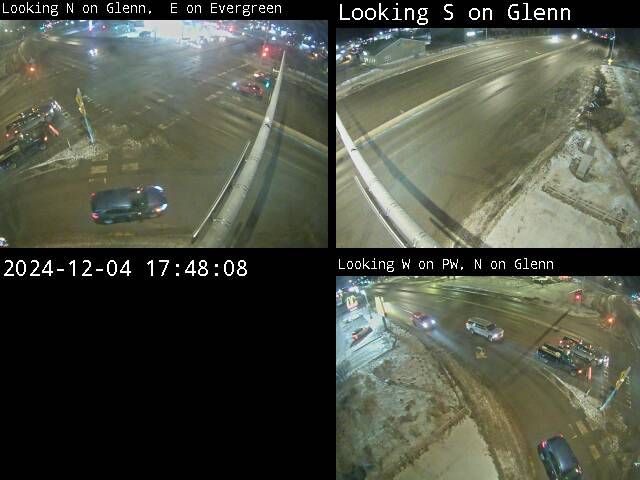 Looking N on Glenn,  E on Evergreen
Looking S on Glenn
2024-12-04 17:48:08
Looking W on PW, N on Glenn